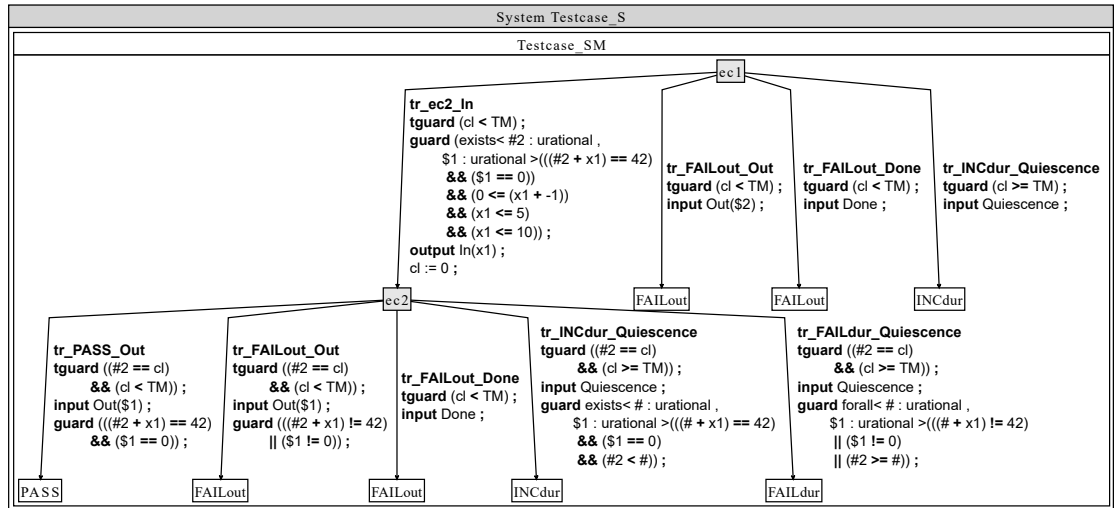 System Testcase_S
Testcase_SM
ec1
tr_ec2_In
tguard (cl < TM) ;
guard (exists< #2 : urational ,
$1 : urational >(((#2 + x1) == 42)
&& ($1 == 0))
&& (0 <= (x1 + -1))
&& (x1 <= 5)
&& (x1 <= 10)) ;
output In(x1) ;
cl := 0 ;
tr_FAILout_Out
tguard (cl < TM) ;
input Out($2) ;
tr_FAILout_Done
tguard (cl < TM) ;
input Done ;
tr_INCdur_Quiescence
tguard (cl >= TM) ;
input Quiescence ;
ec2
FAILout
FAILout
INCdur
tr_PASS_Out
tguard ((#2 == cl)
&& (cl < TM)) ;
input Out($1) ;
guard (((#2 + x1) == 42)
&& ($1 == 0)) ;
tr_FAILout_Out
tguard ((#2 == cl)
&& (cl < TM)) ;
input Out($1) ;
guard (((#2 + x1) != 42)
|| ($1 != 0)) ;
tr_FAILout_Done
tguard (cl < TM) ;
input Done ;
tr_INCdur_Quiescence
tguard ((#2 == cl)
&& (cl >= TM)) ;
input Quiescence ;
guard exists< # : urational ,
$1 : urational >(((# + x1) == 42)
&& ($1 == 0)
&& (#2 < #)) ;
tr_FAILdur_Quiescence
tguard ((#2 == cl)
&& (cl >= TM)) ;
input Quiescence ;
guard forall< # : urational ,
$1 : urational >(((# + x1) != 42)
|| ($1 != 0)
|| (#2 >= #)) ;
PASS
FAILout
FAILout
INCdur
FAILdur